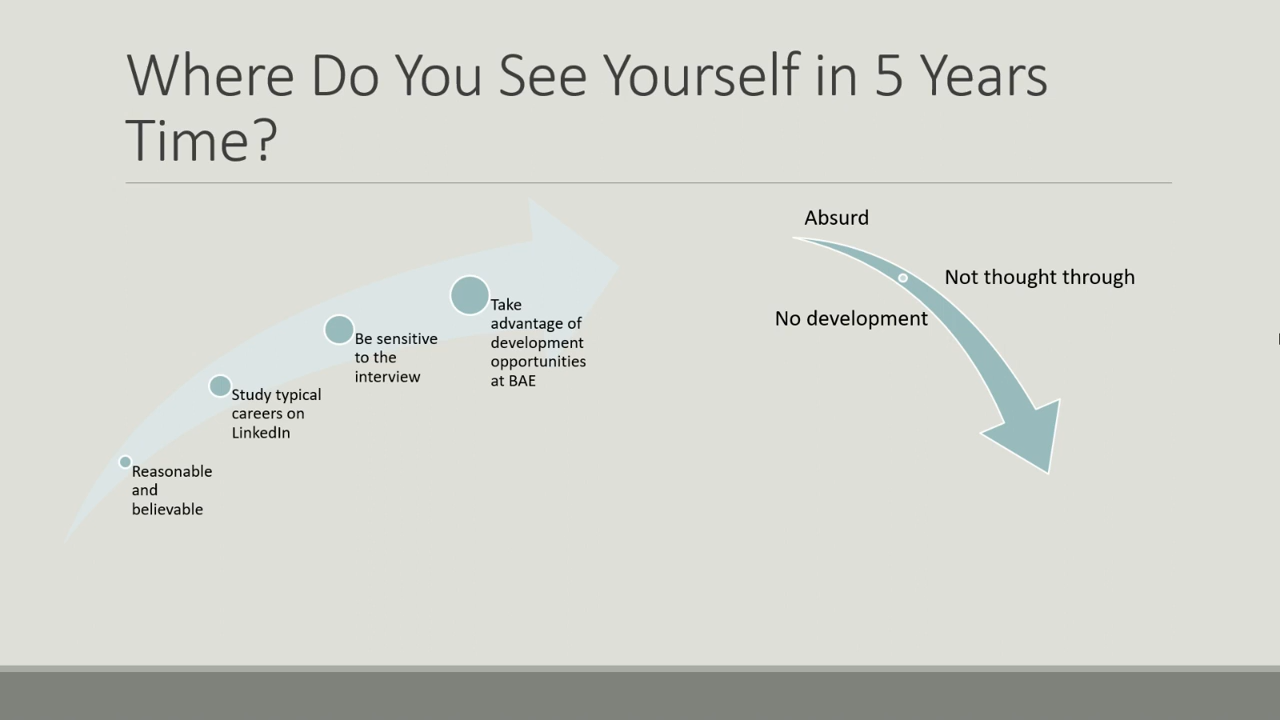 Where Do You See Yourself in 5 Years
Time?
Reasonable
and
believable
Study typical
careers on
LinkedIn
Be sensitive
to the
interview
Take
advantage of
development
opportunities
at BAE
Absurd
Not thought through
No development